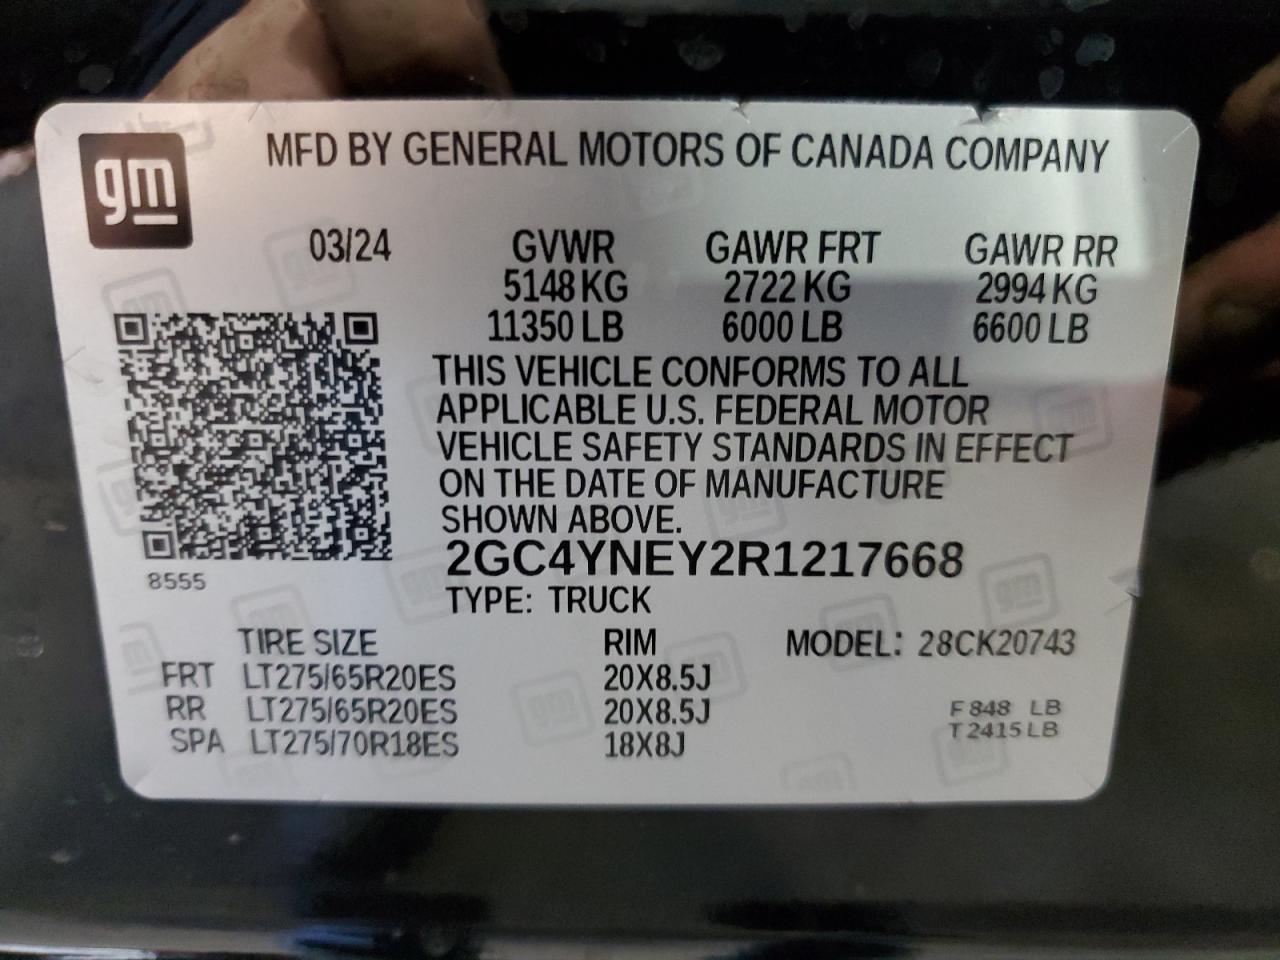 gm
MFD BY GENERAL MOTORS OF CANADA COMPANY
03/24 GVWR GAWR FRT GAWR RR
5148 KG 2722 KG 2994 KG
11350 LB 6000 LB 6600 LB
THIS VEHICLE CONFORMS TO ALL
APPLICABLE U.S. FEDERAL MOTOR
VEHICLE SAFETY STANDARDS IN EFFECT
ON THE DATE OF MANUFACTURE
SHOWN ABOVE.
2GC4YNEY2R1217668
8555
TYPE: TRUCK
TIRE SIZE RIM MODEL: 28CK20743
FRT LT275/65R20ES 20X8.5J
RR LT275/65R20ES 20X8.5J F 848 LB
SPA LT275/70R18ES 18X8J T 2415 LB